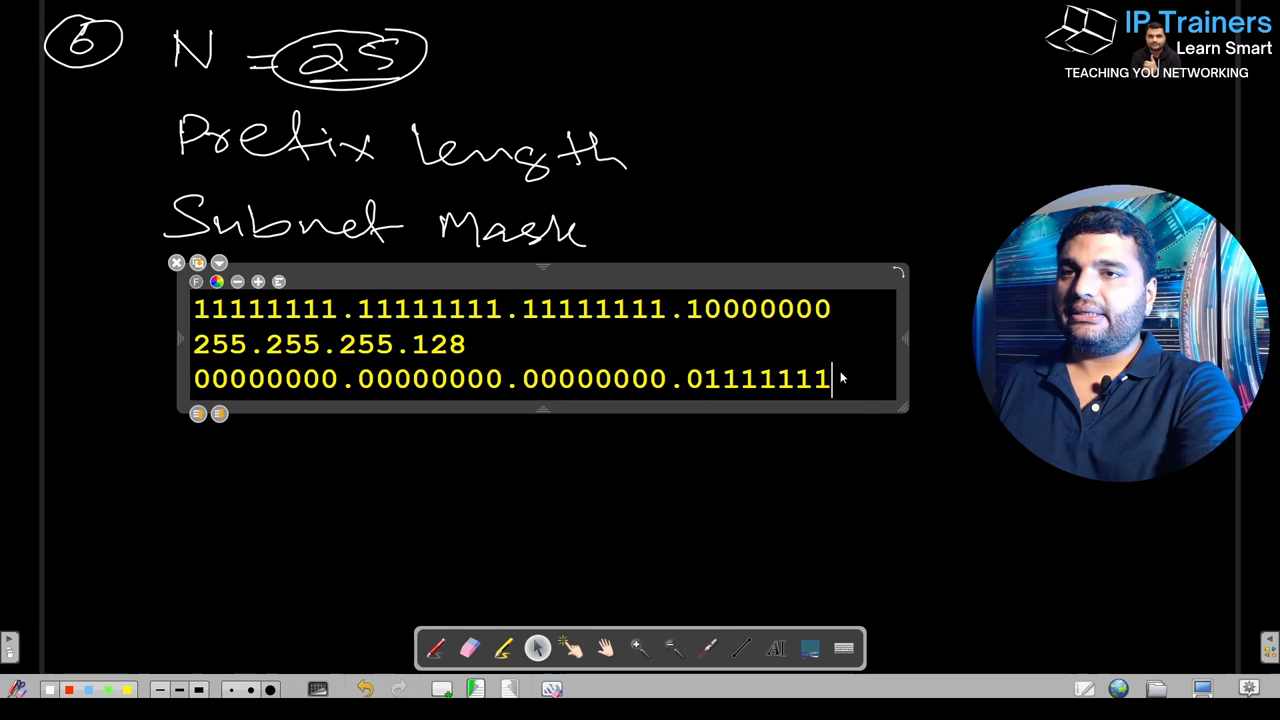 6 N = 25
IP Trainers
Learn Smart
TEACHING YOU NETWORKING
Prefix length
Subnet Mask
11111111.11111111.11111111.10000000
255.255.255.128
00000000.00000000.00000000.01111111
F
AI